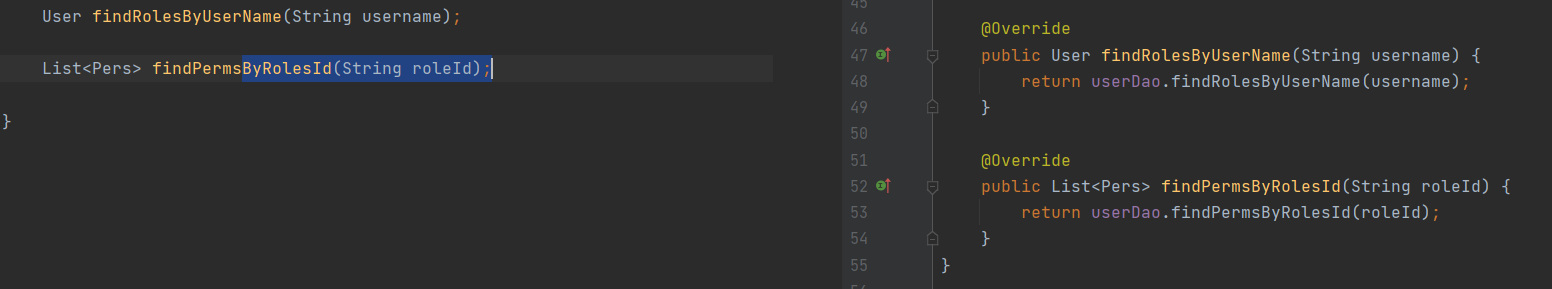 User findRolesByUserName(String username);
List<Pers> findPermsByRolesId(String roleId);
}
45
46 @Override
47 public User findRolesByUserName(String username) {
48 return userDao.findRolesByUserName(username);
49 }
50
51 @Override
52 public List<Pers> findPermsByRolesId(String roleId) {
53 return userDao.findPermsByRolesId(roleId);
54 }
55 }